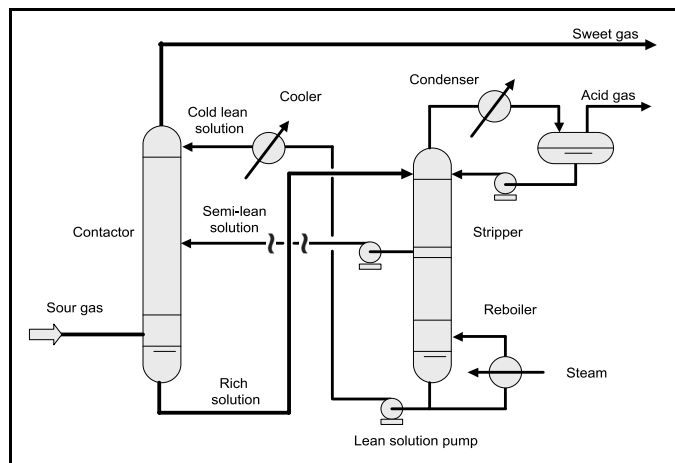 Sweet gas
Condenser
Acid gas
Cooler
Cold lean
solution
Semi-lean
solution
Contactor
Stripper
Sour gas
Reboiler
Steam
Rich
solution
Lean solution pump